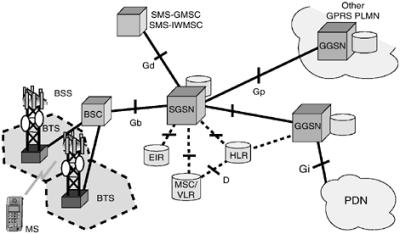 SMS-GMSC
SMS-IWMSC
Other
GPRS PLMN
GGSN
Gd
Gp
BSS
BTS
BSC
Gb
SGSN
GGSN
EIR
MSC/
VLR
D
HLR
Gi
PDN
BTS
MS